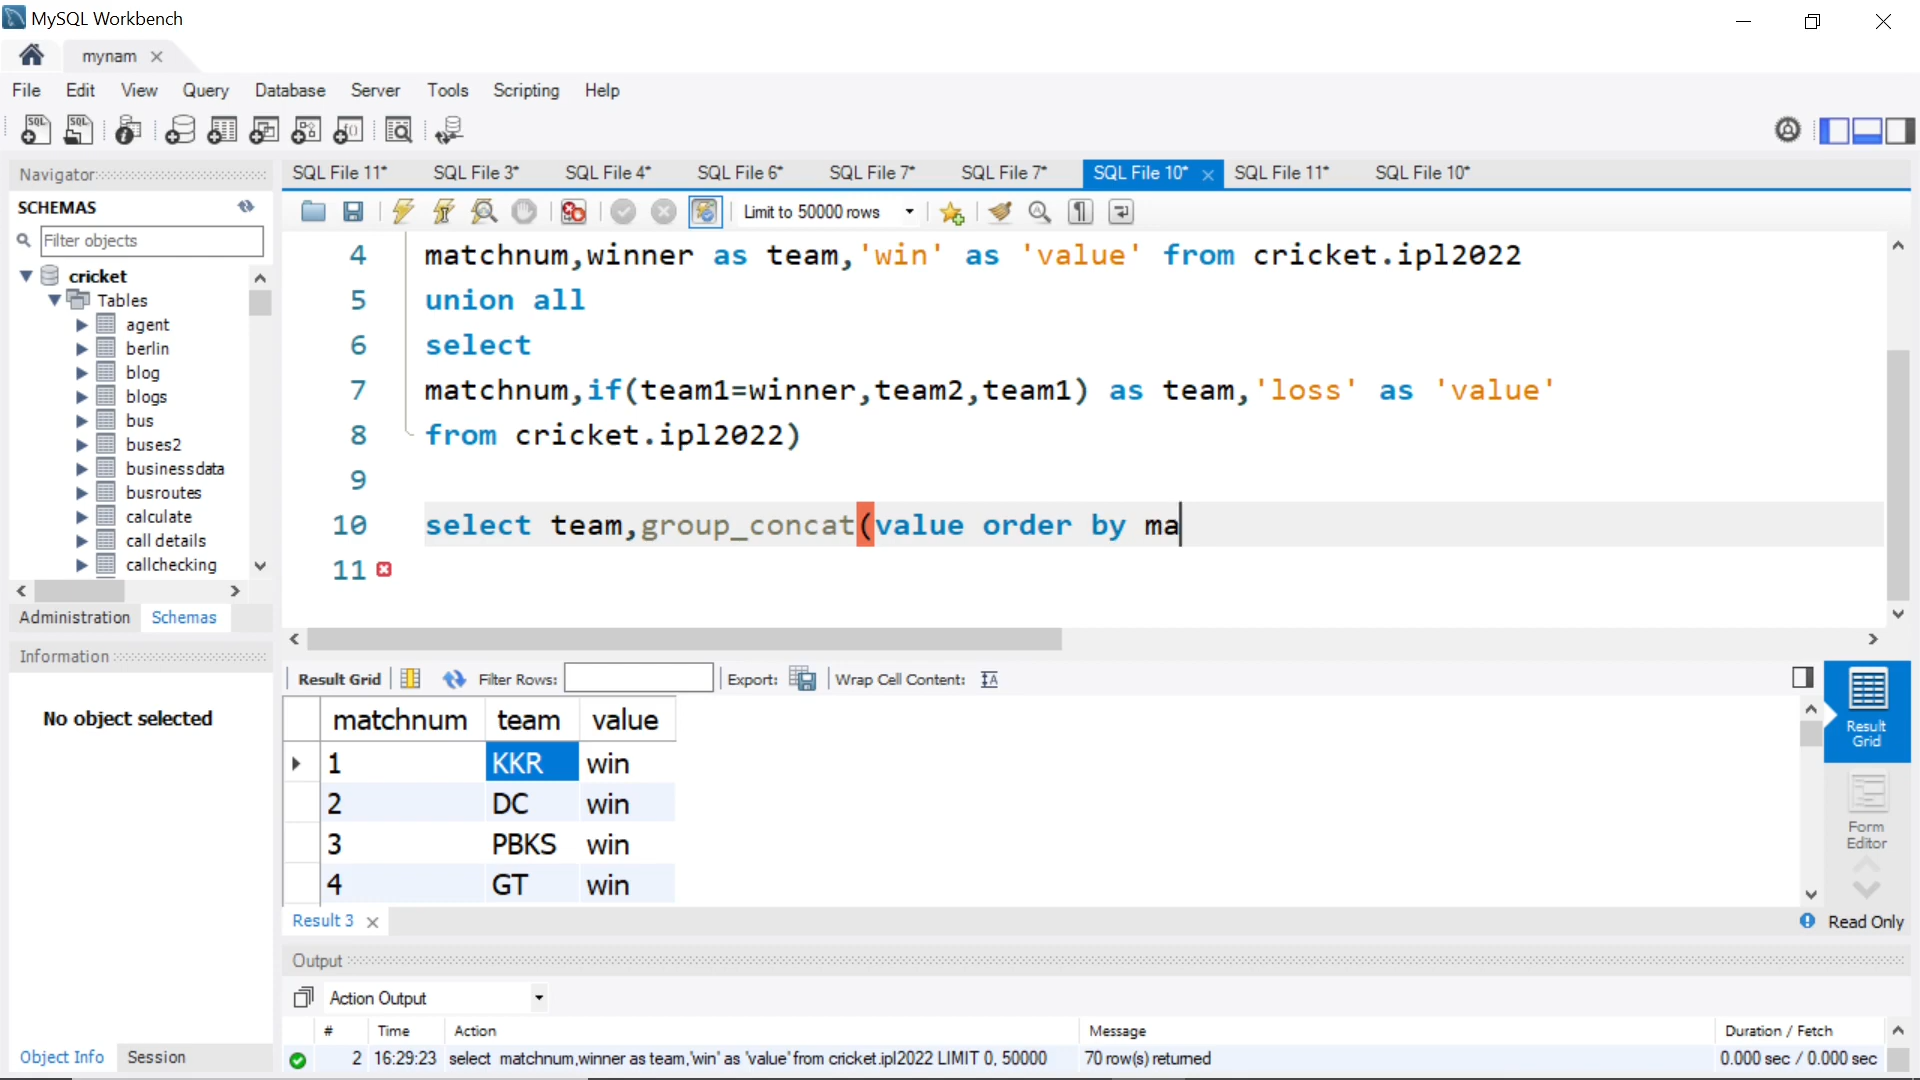 MySQL Workbench
mynam
File Edit View Query Database Server Tools Scripting Help
Navigator
SCHEMAS
Filter objects
cricket
Tables
agent
berlin
blog
blogs
bus
buses2
businessdata
busroutes
calculate
call details
callchecking
Administration Schemas
Information
No object selected
Object Info Session
SQL File 11* SQL File 3* SQL File 4* SQL File 6* SQL File 7* SQL File 7* SQL File 10* SQL File 11* SQL File 10*
Limit to 50000 rows
4 matchnum,winner as team,'win' as 'value' from cricket.ipl2022
5 union all
6 select
7 matchnum,if(team1=winner,team2,team1) as team,'loss' as 'value'
8 from cricket.ipl2022)
9
10 select team,group_concat(value order by ma
11
Result Grid Filter Rows: Export: Wrap Cell Content:
matchnum team value
1 KKR win
2 DC win
3 PBKS win
4 GT win
Result Grid
Form Editor
Result 3 Read Only
Output
Action Output
# Time Action Message Duration / Fetch
2 16:29:23 select matchnum,winner as team,'win' as 'value' from cricket.ipl2022 LIMIT 0, 50000 70 row(s) returned 0.000 sec / 0.000 sec